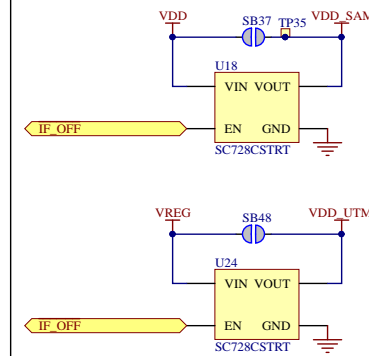 VDD SB37 TP35 VDD_SAM
U18
VIN VOUT
IF_OFF EN GND
SC728CSTRT
VREG SB48 VDD_UTM
U24
VIN VOUT
IF_OFF EN GND
SC728CSTRT